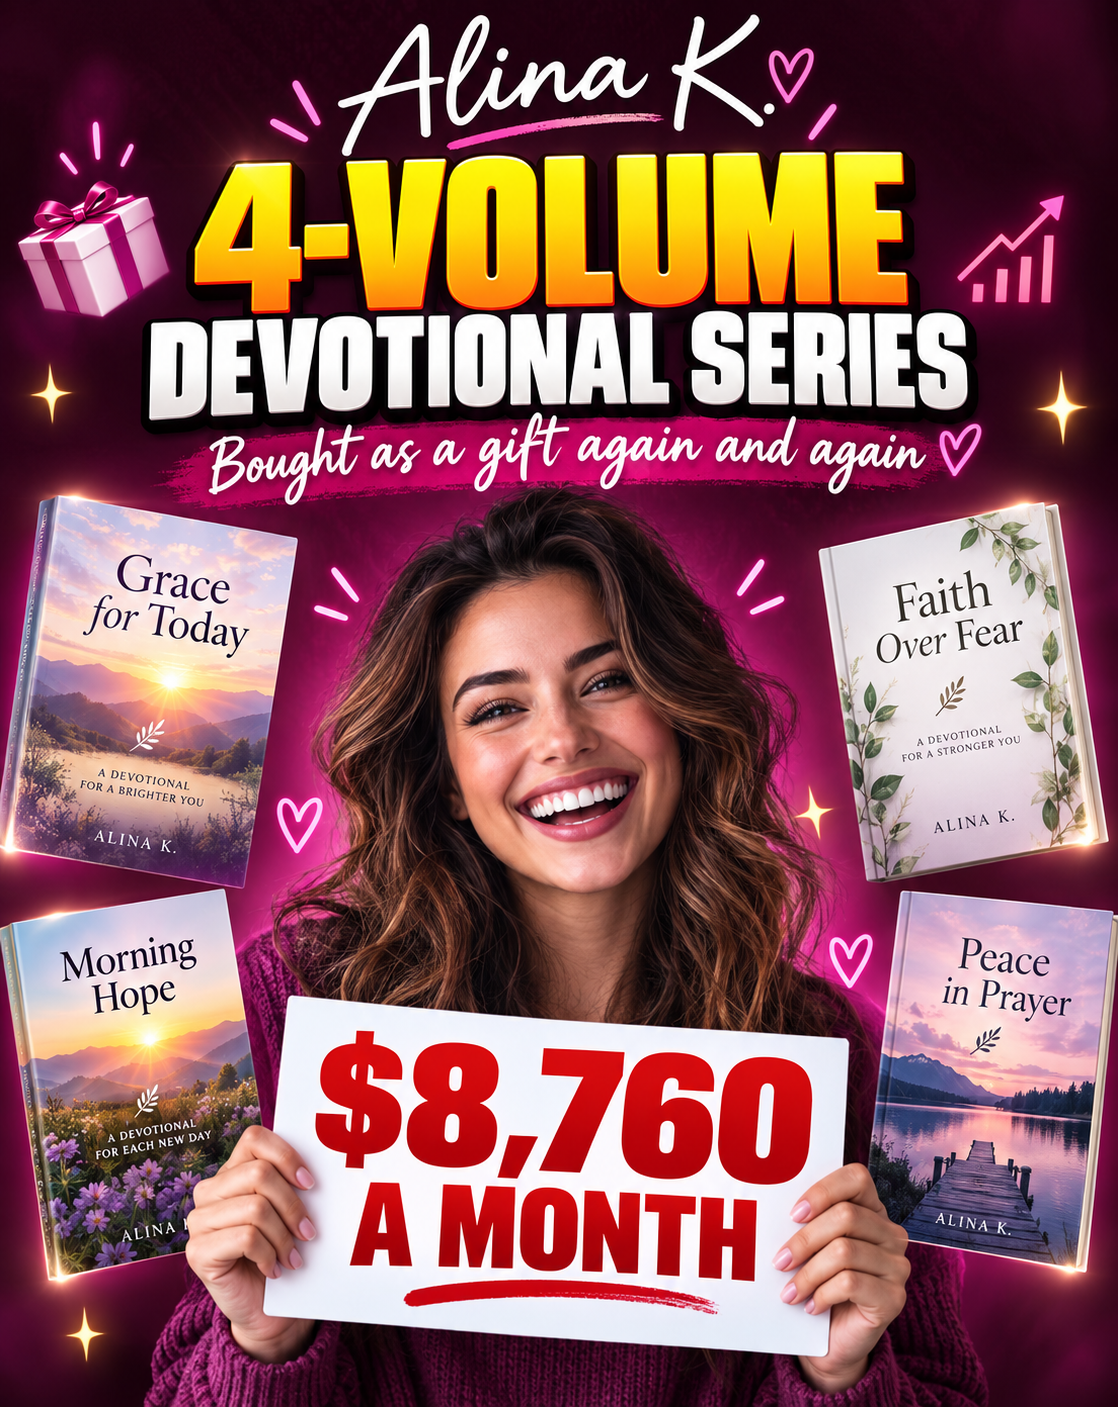 Alina K.
4-VOLUME
DEVOTIONAL SERIES
Bought as a gift again and again
Grace
for Today
A DEVOTIONAL
FOR A BRIGHTER YOU
ALINA K.
Faith
Over Fear
A DEVOTIONAL
FOR A STRONGER YOU
ALINA K.
Morning
Hope
A DEVOTIONAL
FOR EACH NEW DAY
ALINA
Peace
in Prayer
ALINA K.
$8,760
A MONTH